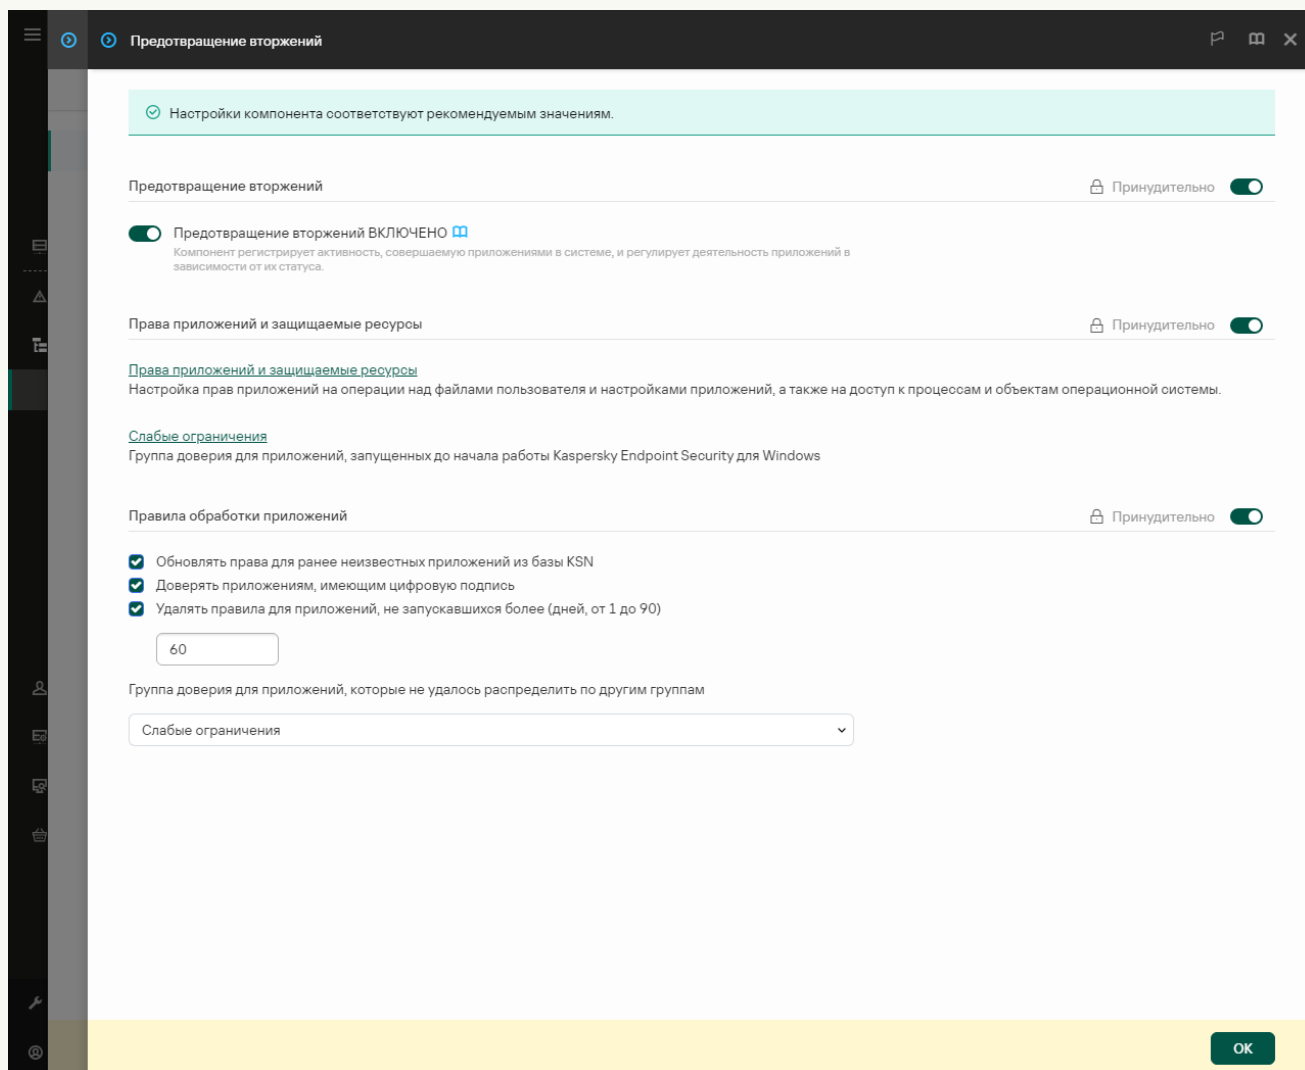 Предотвращение вторжений
Настройки компонента соответствуют рекомендуемым значениям.
Предотвращение вторжений
Принудительно
Предотвращение вторжений ВКЛЮЧЕНО
Компонент регистрирует активность, совершаемую приложениями в системе, и регулирует деятельность приложений в
зависимости от их статуса.
Права приложений и защищаемые ресурсы
Принудительно
Права приложений и защищаемые ресурсы
Настройка прав приложений на операции над файлами пользователя и настройками приложений, а также на доступ к процессам и объектам операционной системы.
Слабые ограничения
Группа доверия для приложений, запущенных до начала работы Kaspersky Endpoint Security для Windows
Правила обработки приложений
Принудительно
Обновлять права для ранее неизвестных приложений из базы KSN
Доверять приложениям, имеющим цифровую подпись
Удалять правила для приложений, не запускавшихся более (дней, от 1 до 90)
60
Группа доверия для приложений, которые не удалось распределить по другим группам
Слабые ограничения
OK